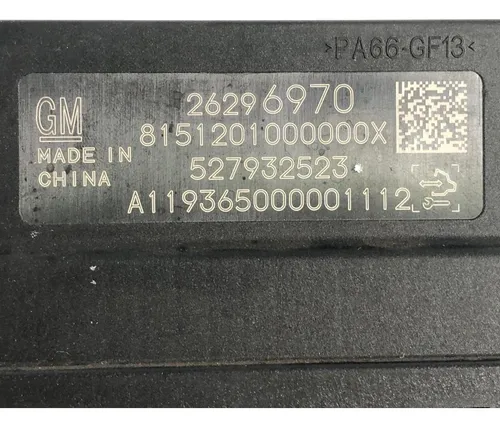 >PA66-GF13<
GM
26296970
8151201000000X
MADE IN
CHINA
527932523
A119365000001112